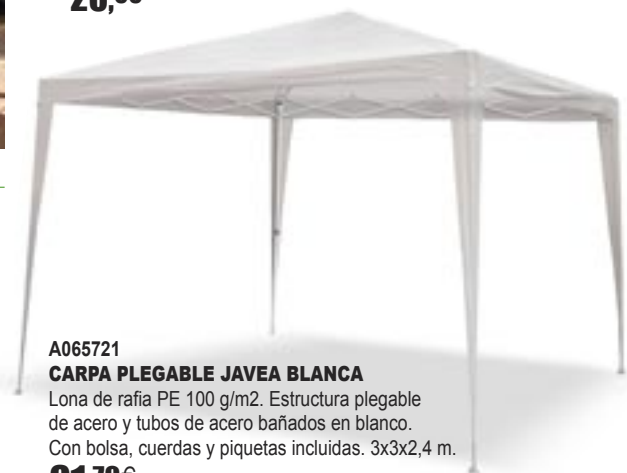 A065721
CARPA PLEGABLE JAVEA BLANCA
Lona de rafia PE 100 g/m2. Estructura plegable
de acero y tubos de acero bañados en blanco.
Con bolsa, cuerdas y piquetas incluidas. 3x3x2,4 m.